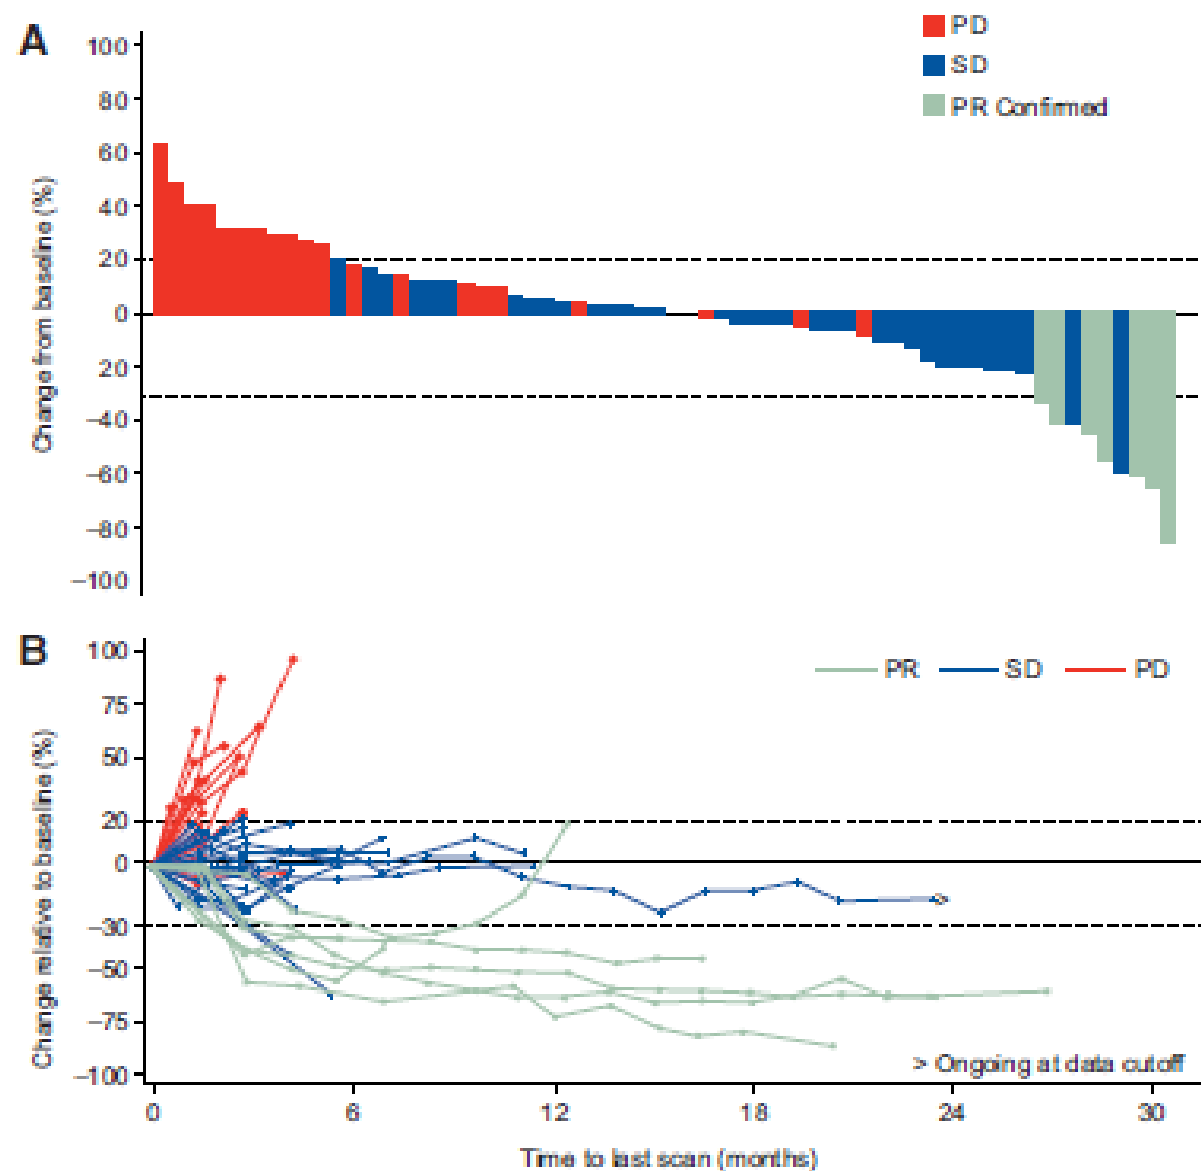 A
PD
SD
PR Confirmed
Change from baseline (%)
100
80
60
40
20
0
20
–40
–60
–80
–100
B
PR SD PD
Change relative to baseline (%)
100
75
50
20
0
–30
–50
–75
–100
> Ongoing at data cutoff
0 6 12 18 24 30
Time to last scan (months)